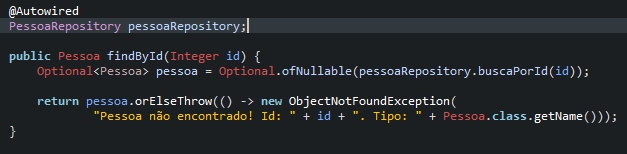 @Autowired
PessoaRepository pessoaRepository;
public Pessoa findById(Integer id) {
Optional<Pessoa> pessoa = Optional.ofNullable(pessoaRepository.buscaPorId(id));
return pessoa.orElseThrow(() -> new ObjectNotFoundException(
"Pessoa não encontrado! Id: " + id + ". Tipo: " + Pessoa.class.getName()));
}